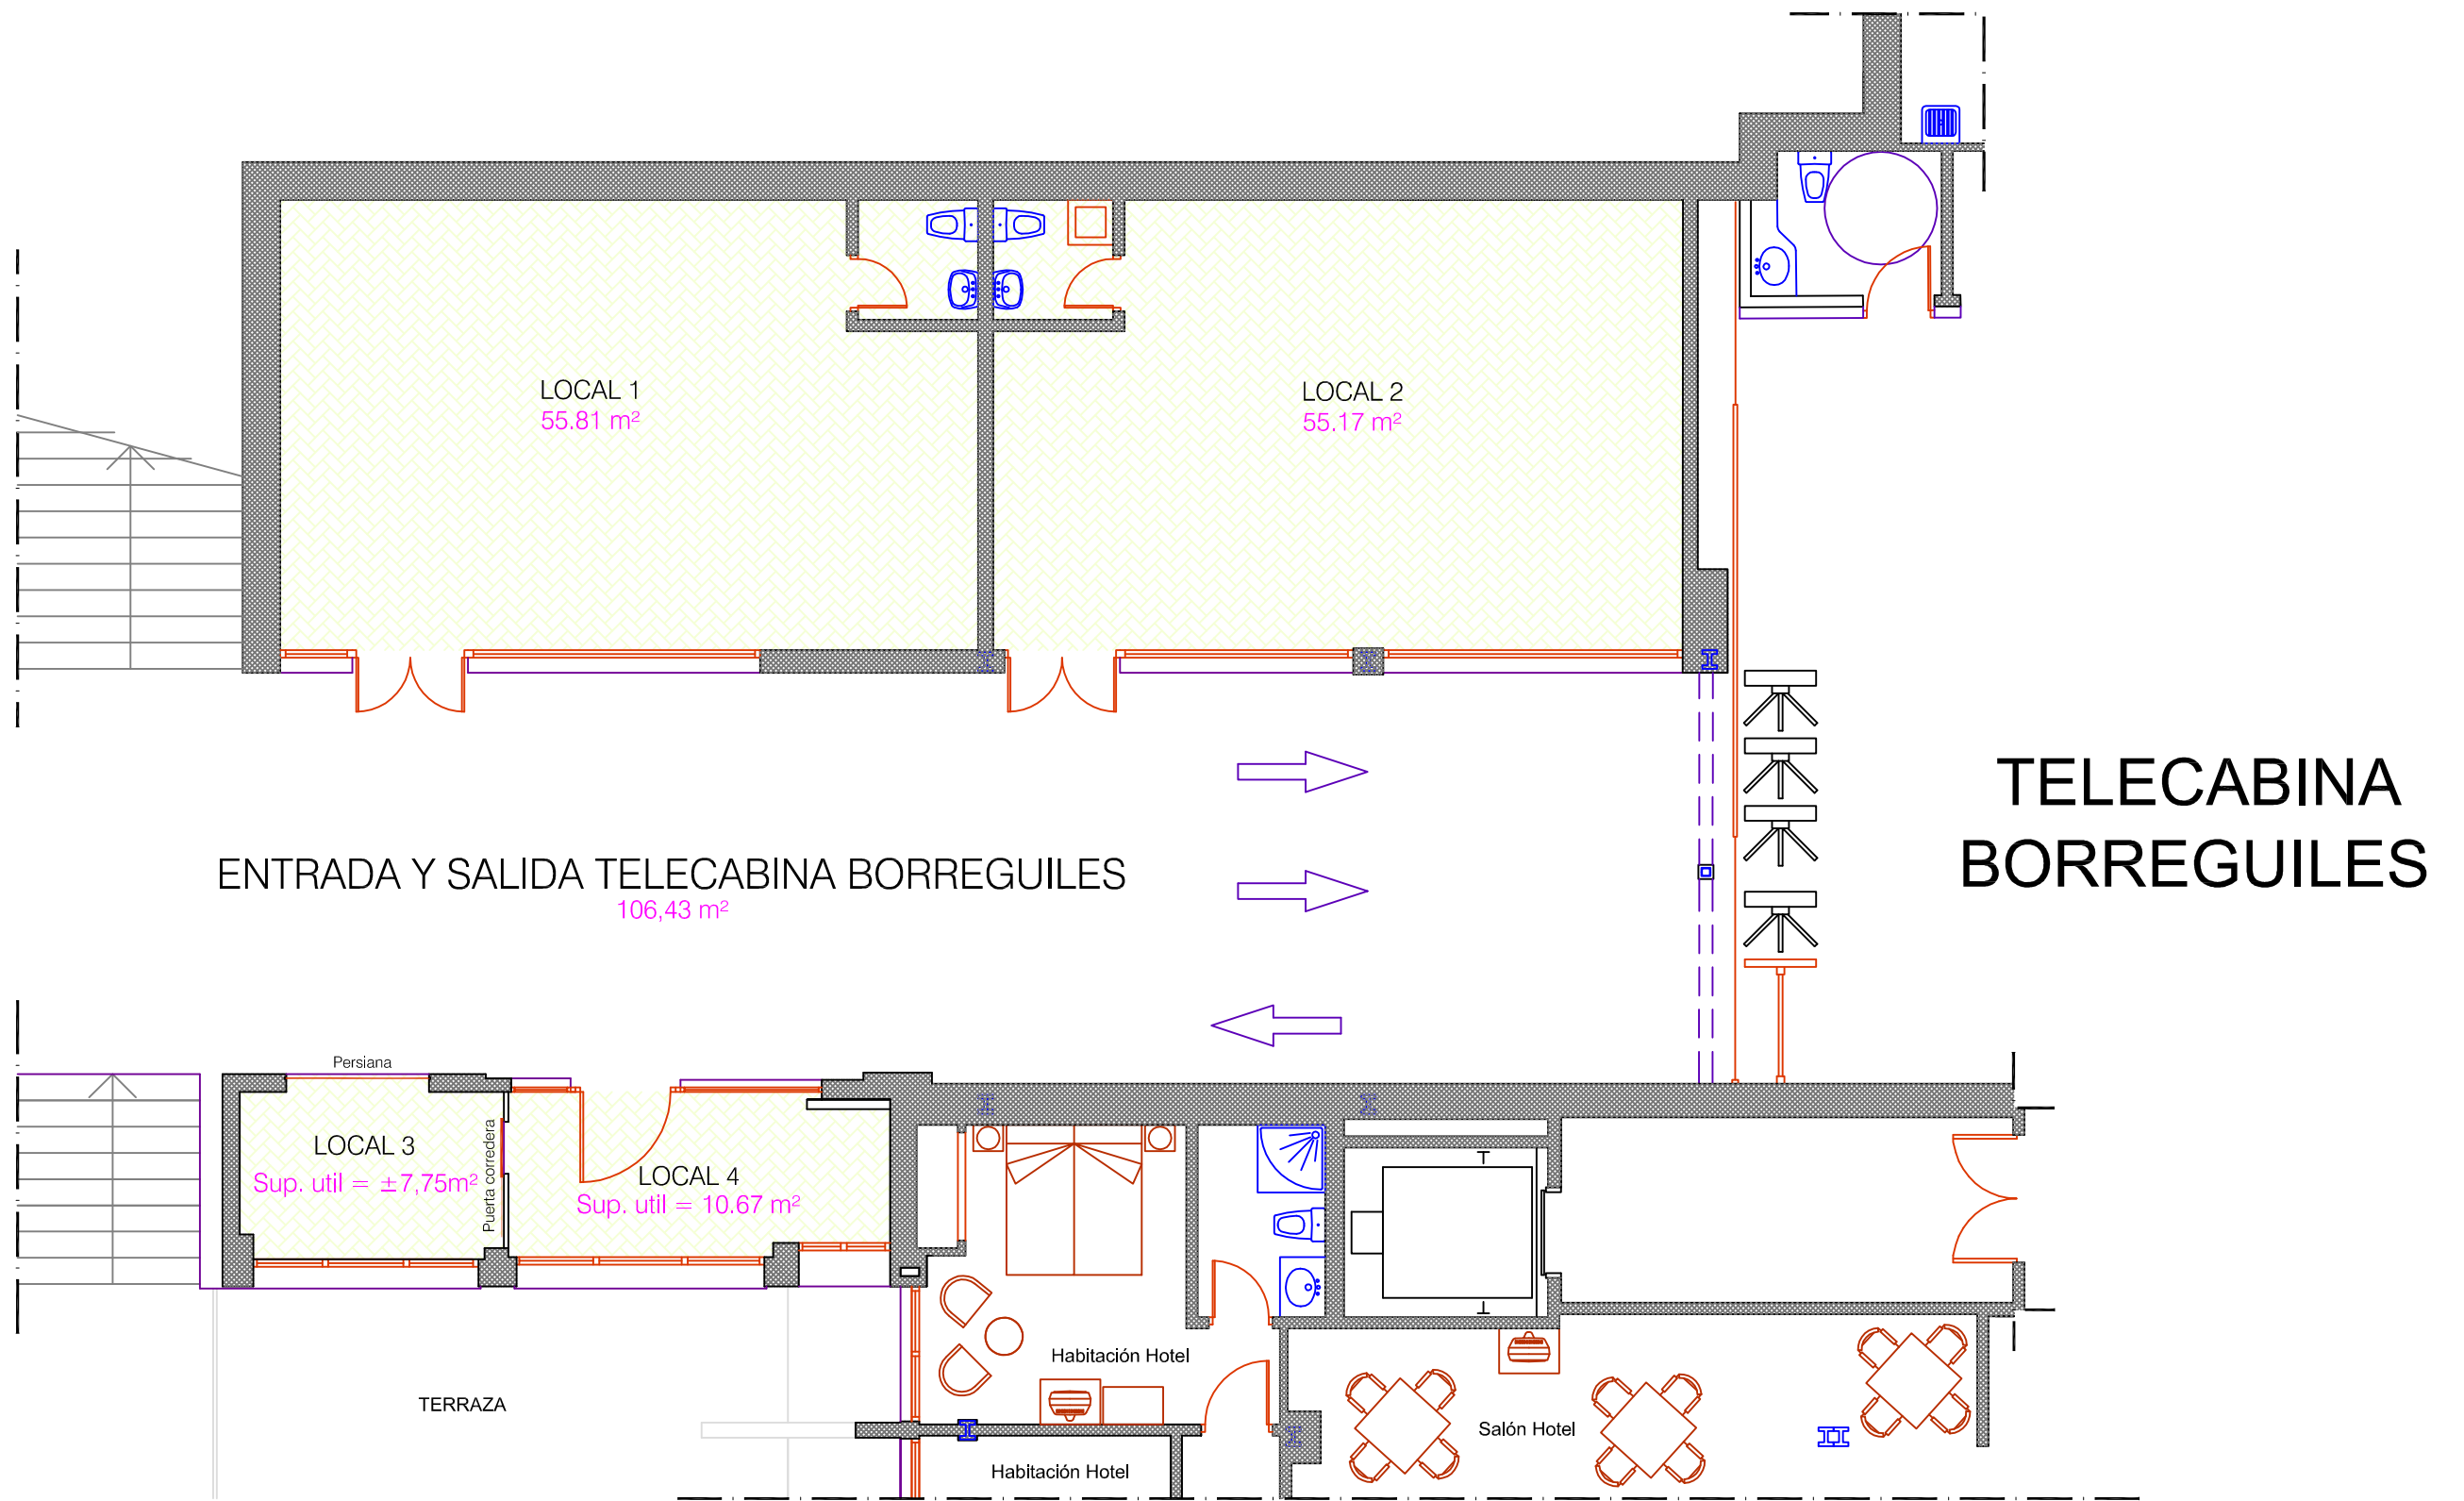 LOCAL 1
55.81 m²
LOCAL 2
55.17 m²
TELECABINA
BORREGUILES
ENTRADA Y SALIDA TELECABINA BORREGUILES
106,43 m²
Persiana
LOCAL 3
Sup. util = ±7,75m²
Puerta corredera
LOCAL 4
Sup. util = 10.67 m²
Habitación Hotel
TERRAZA
Salón Hotel
Habitación Hotel